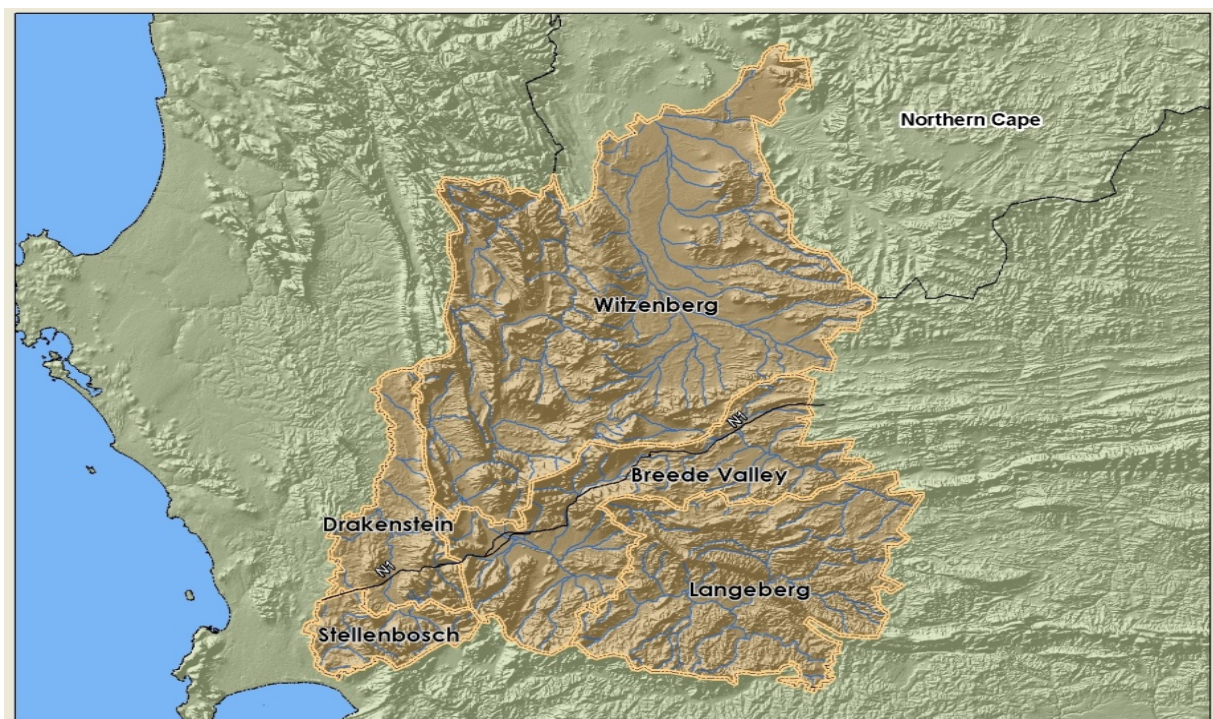 Northern Cape
Witzenberg
N1
Breede Valley
Drakenstein
N1
Langeberg
Stellenbosch